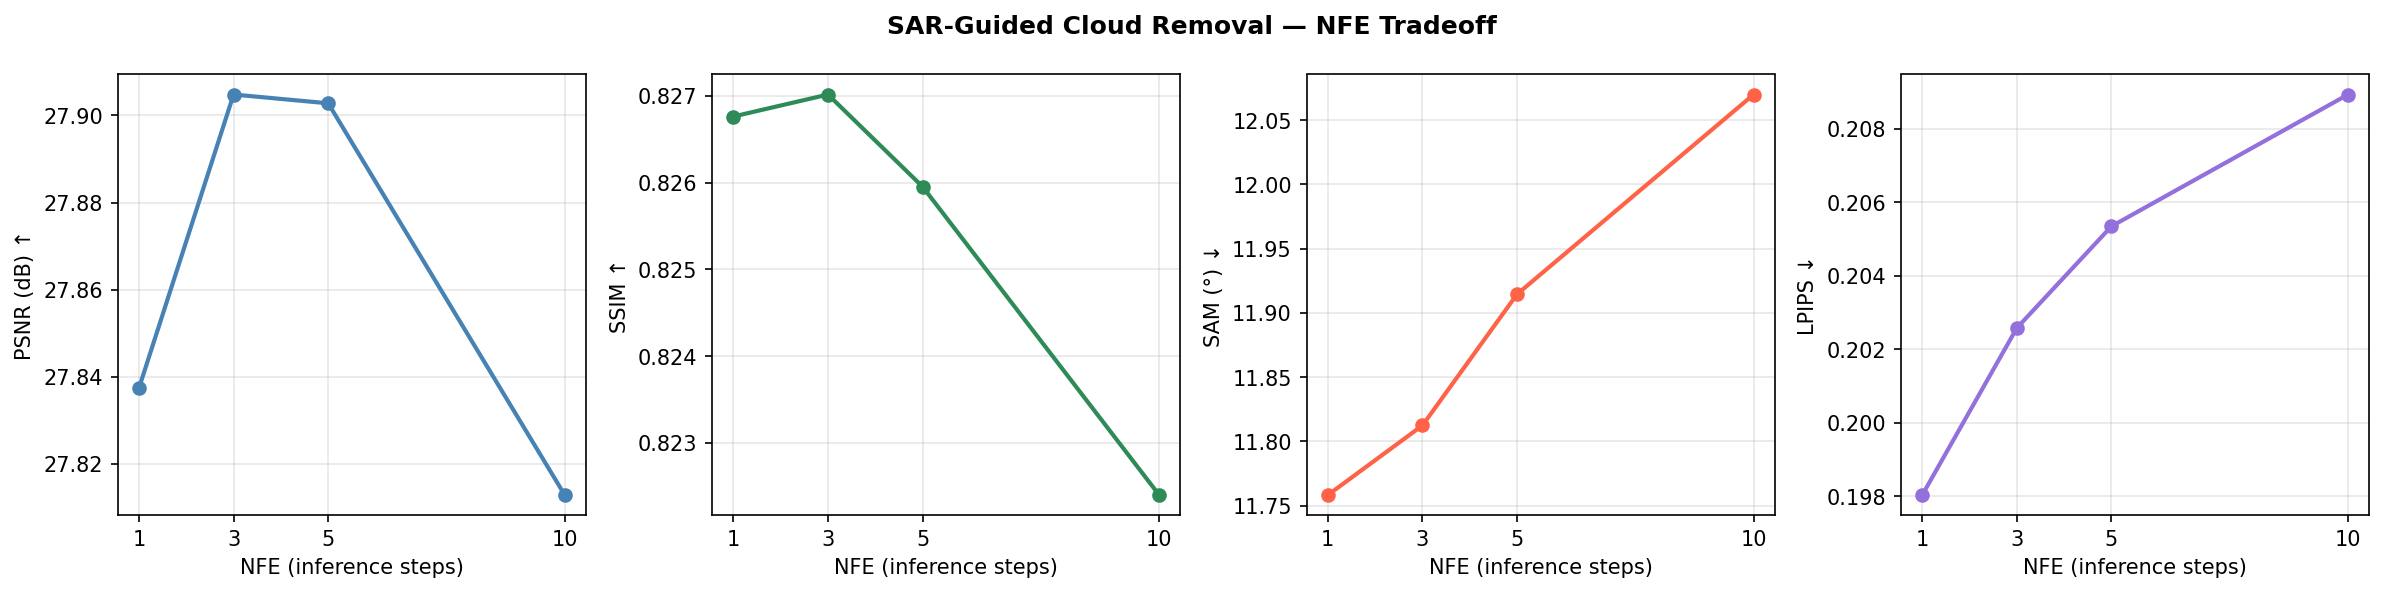 SAR-Guided Cloud Removal — NFE Tradeoff
PSNR (dB) ↑
27.90
27.88
27.86
27.84
27.82
1 3 5 10
NFE (inference steps)
SSIM ↑
0.827
0.826
0.825
0.824
0.823
1 3 5 10
NFE (inference steps)
SAM (°) ↓
12.05
12.00
11.95
11.90
11.85
11.80
11.75
1 3 5 10
NFE (inference steps)
LPIPS ↓
0.208
0.206
0.204
0.202
0.200
0.198
1 3 5 10
NFE (inference steps)